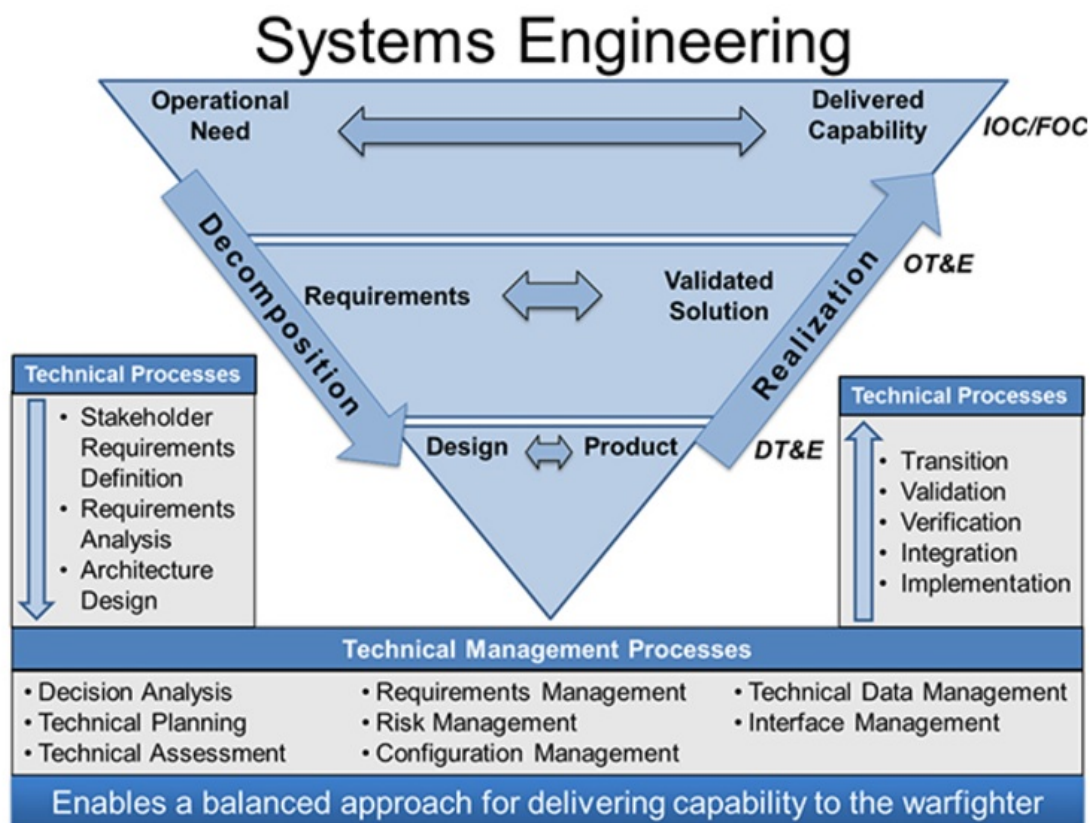 Systems Engineering
Operational
Need
Delivered
Capability
IOC/FOC
Decomposition
Realization
OT&E
Requirements
Validated
Solution
Design
Product
DT&E
Technical Processes
• Stakeholder
Requirements
Definition
• Requirements
Analysis
• Architecture
Design
Technical Processes
• Transition
• Validation
• Verification
• Integration
• Implementation
Technical Management Processes
• Decision Analysis
• Technical Planning
• Technical Assessment
• Requirements Management
• Risk Management
• Configuration Management
• Technical Data Management
• Interface Management
Enables a balanced approach for delivering capability to the warfighter